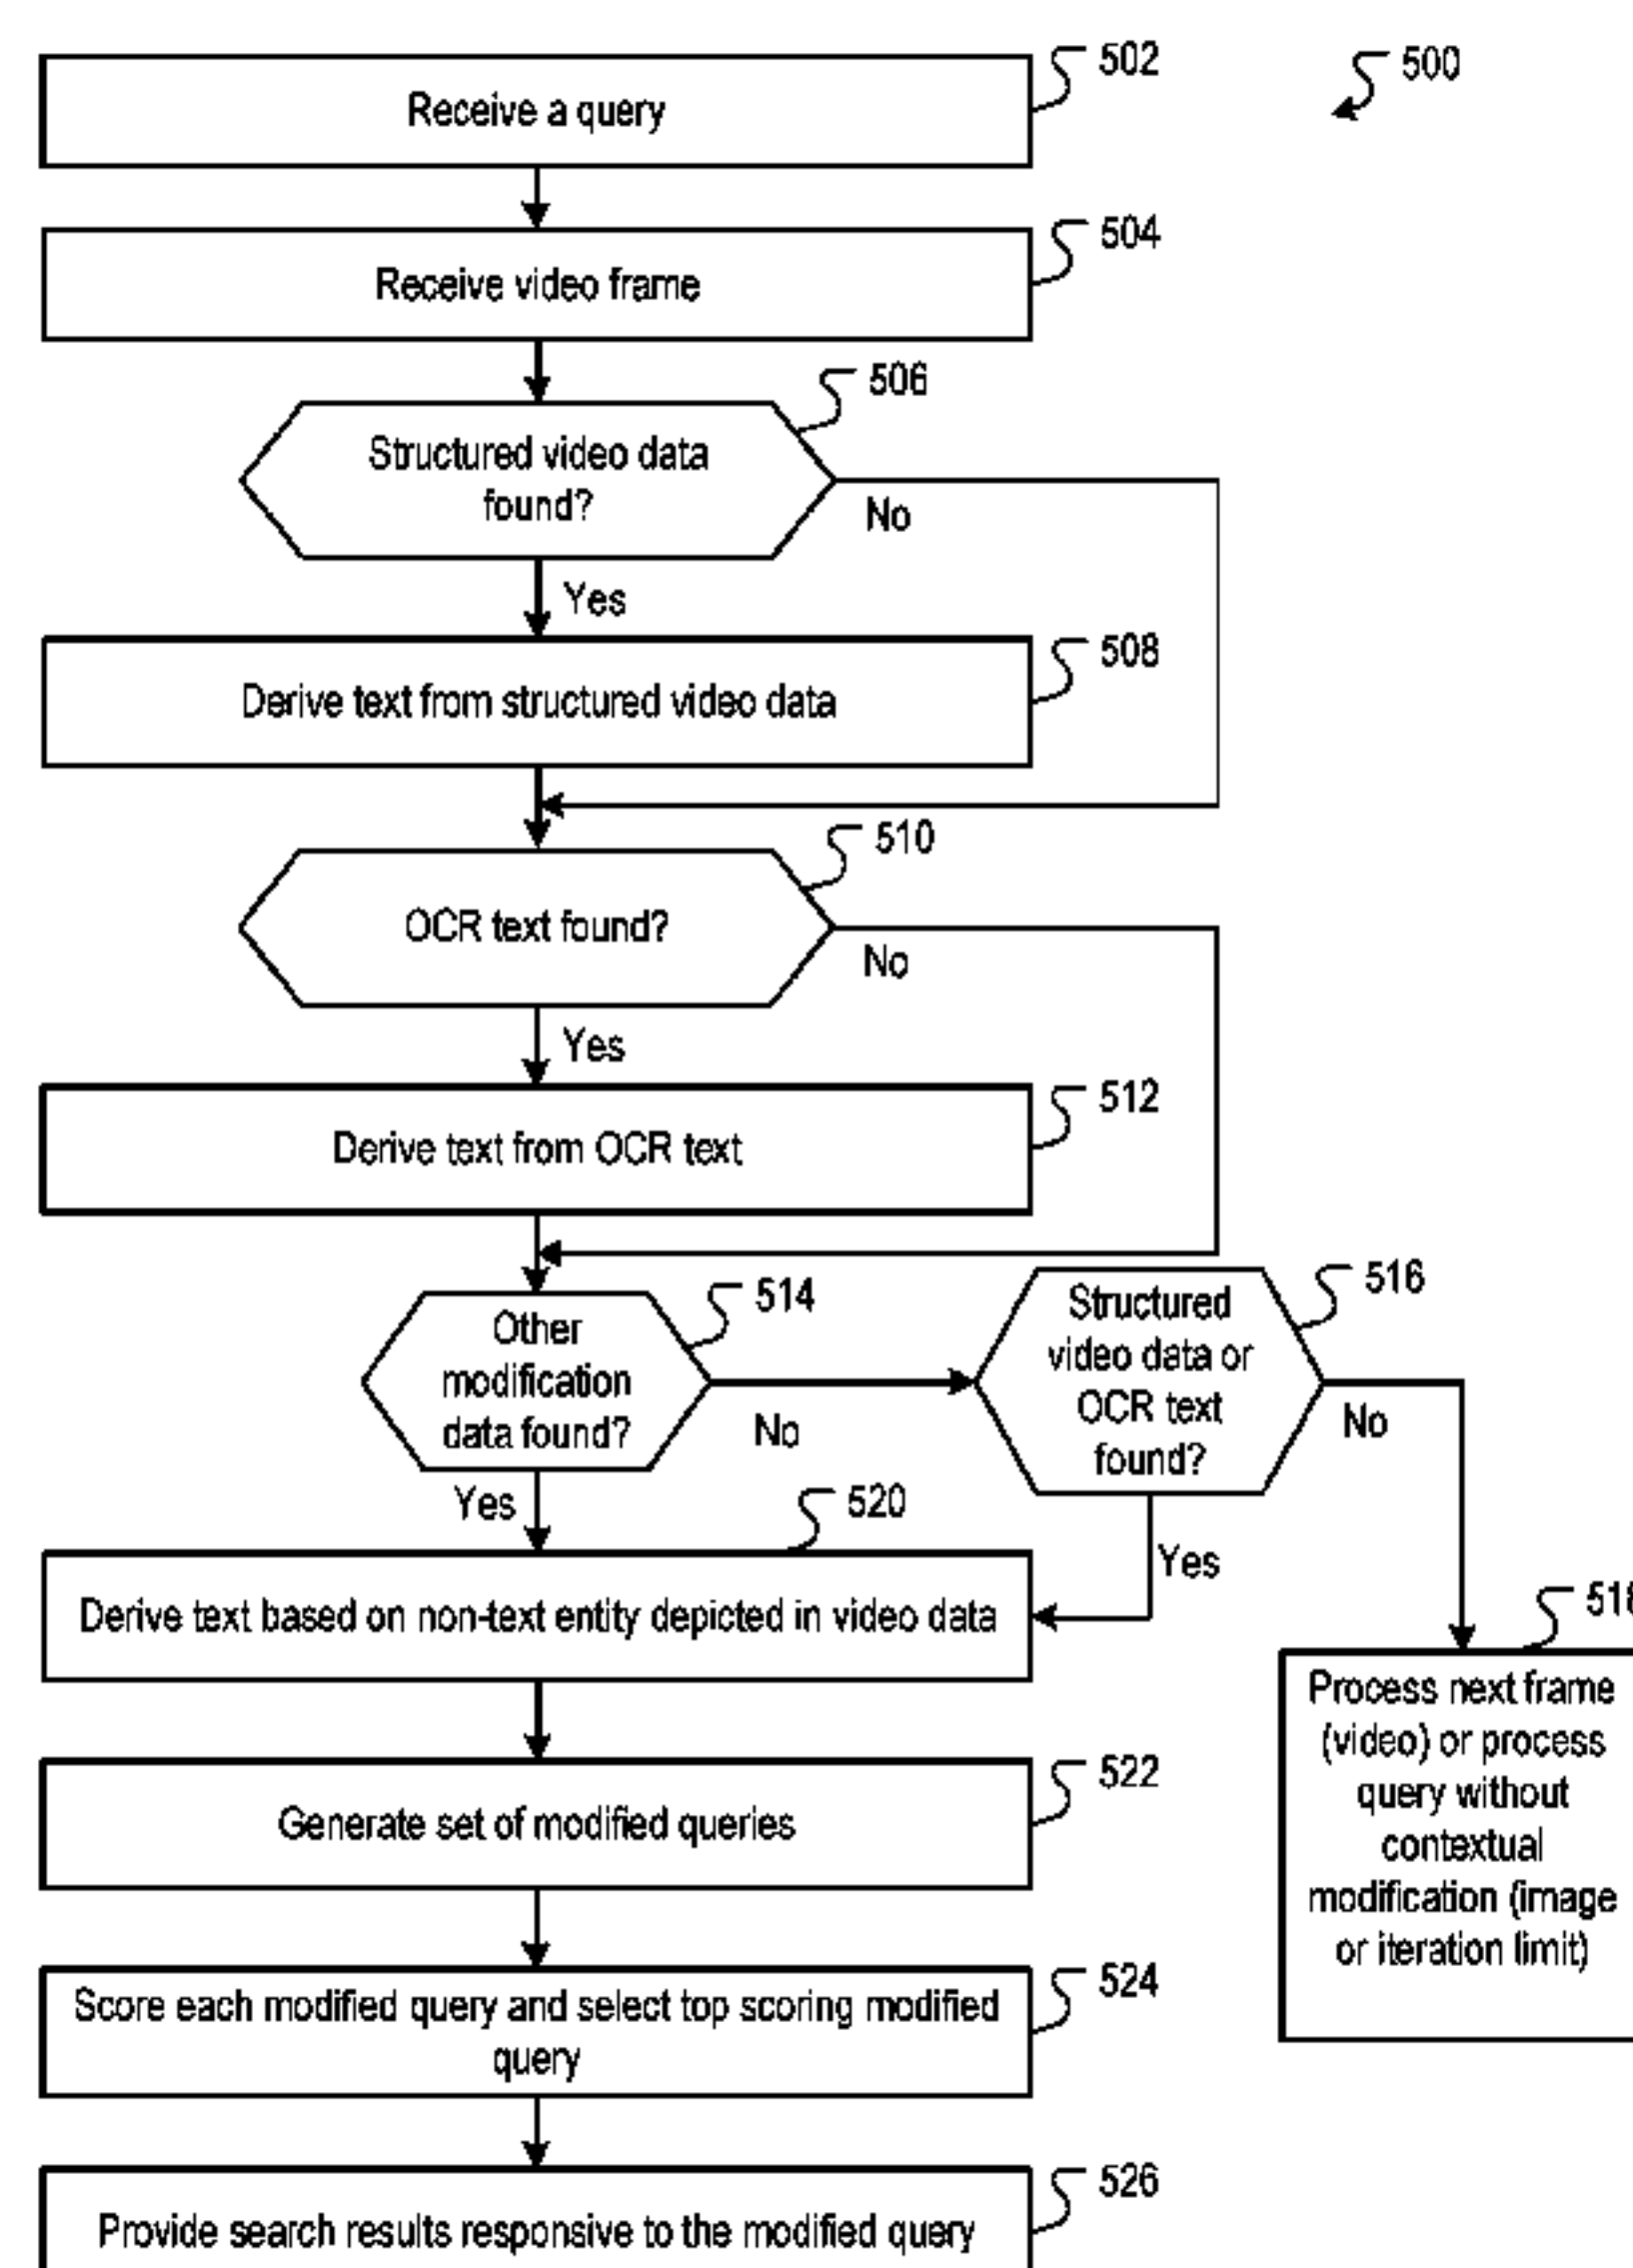 502
500
Receive a query
504
Receive video frame
506
Structured video data
found?
No
Yes
508
Derive text from structured video data
510
OCR text found?
No
Yes
512
Derive text from OCR text
514
Other
modification
data found?
No
Yes
516
Structured
video data or
OCR text
found?
No
Yes
520
Derive text based on non-text entity depicted in video data
518
Process next frame
(video) or process
query without
contextual
modification (image
or iteration limit)
522
Generate set of modified queries
524
Score each modified query and select top scoring modified
query
526
Provide search results responsive to the modified query